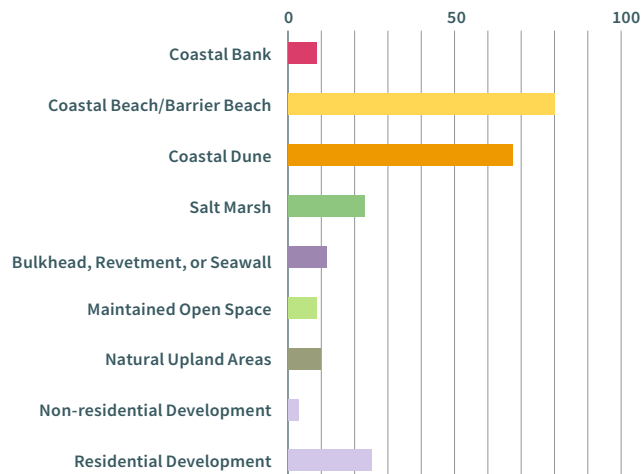 0 50 100
Coastal Bank
Coastal Beach/Barrier Beach
Coastal Dune
Salt Marsh
Bulkhead, Revetment, or Seawall
Maintained Open Space
Natural Upland Areas
Non-residential Development
Residential Development